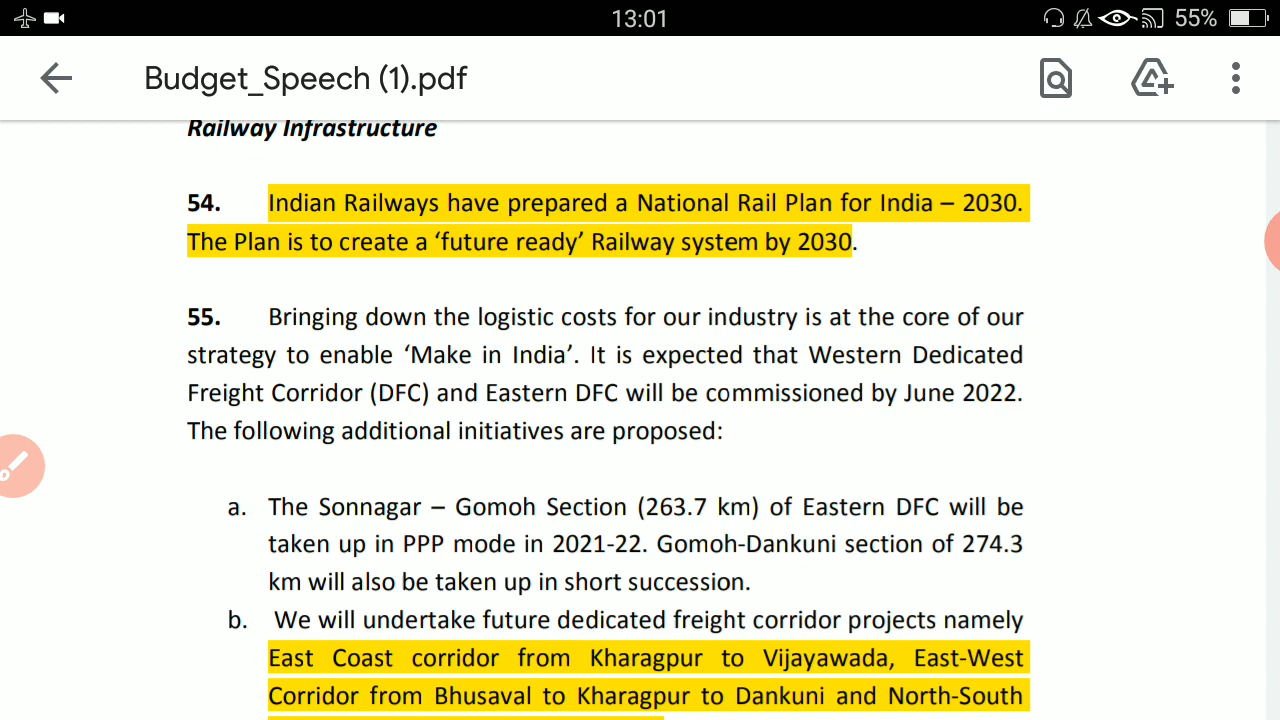 13:01
55%
Budget_Speech (1).pdf
Railway Infrastructure
54. Indian Railways have prepared a National Rail Plan for India – 2030.
The Plan is to create a ‘future ready’ Railway system by 2030.
55. Bringing down the logistic costs for our industry is at the core of our
strategy to enable ‘Make in India’. It is expected that Western Dedicated
Freight Corridor (DFC) and Eastern DFC will be commissioned by June 2022.
The following additional initiatives are proposed:
a. The Sonnagar – Gomoh Section (263.7 km) of Eastern DFC will be
taken up in PPP mode in 2021-22. Gomoh-Dankuni section of 274.3
km will also be taken up in short succession.
b. We will undertake future dedicated freight corridor projects namely
East Coast corridor from Kharagpur to Vijayawada, East-West
Corridor from Bhusaval to Kharagpur to Dankuni and North-South